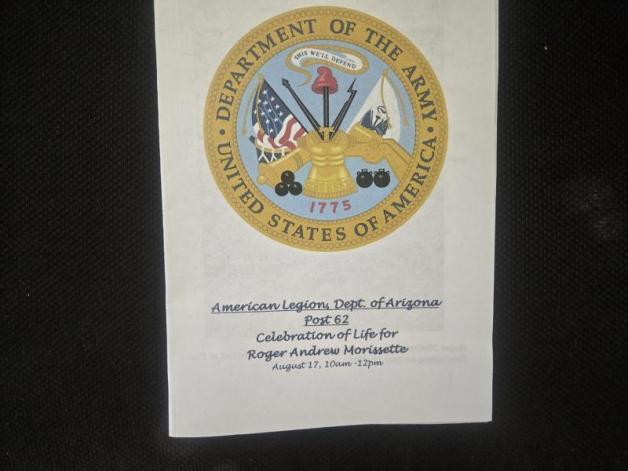 DEPARTMENT OF THE ARMY
THIS WE'LL DEFEND
1775
UNITED STATES OF AMERICA
American Legion, Dept. of Arizona
Post 62
Celebration of Life for
Roger Andrew Morissette
August 17, 10am -12pm